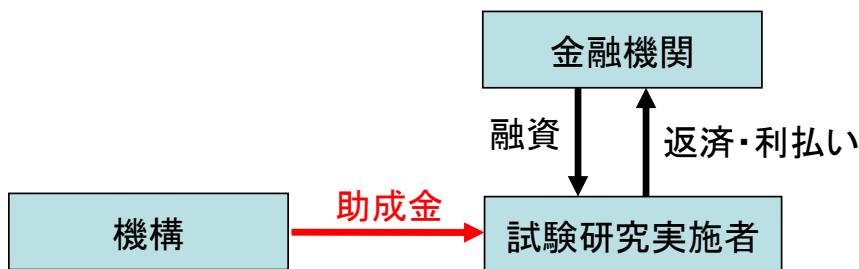 金融機関
融資
返済・利払い
助成金
機構
試験研究実施者